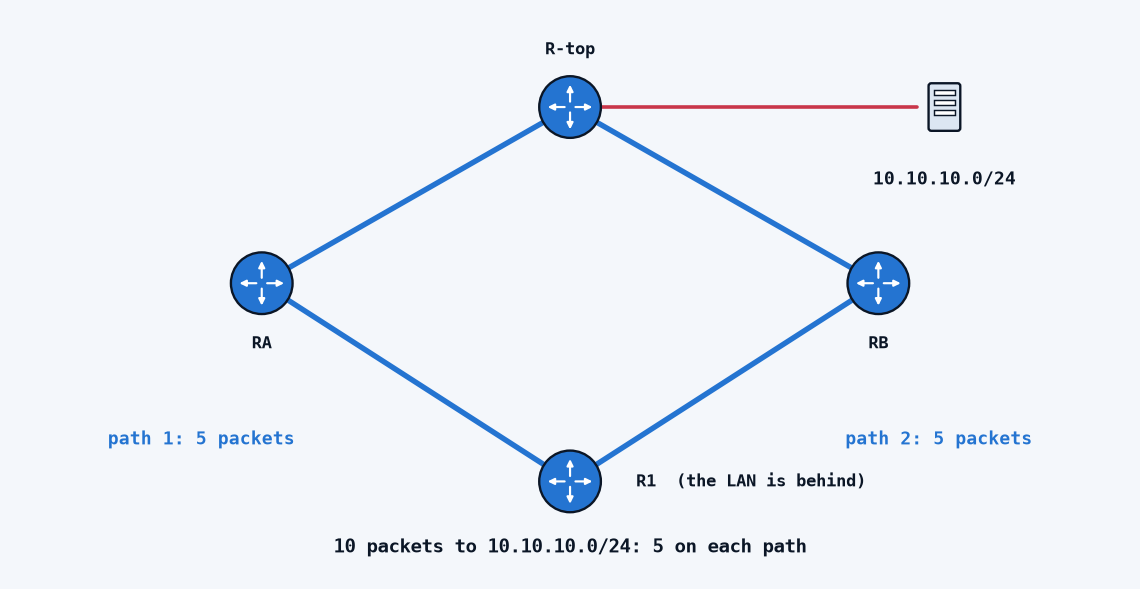 R-top
10.10.10.0/24
RA
RB
path 1: 5 packets
path 2: 5 packets
R1  (the LAN is behind)
10 packets to 10.10.10.0/24: 5 on each path